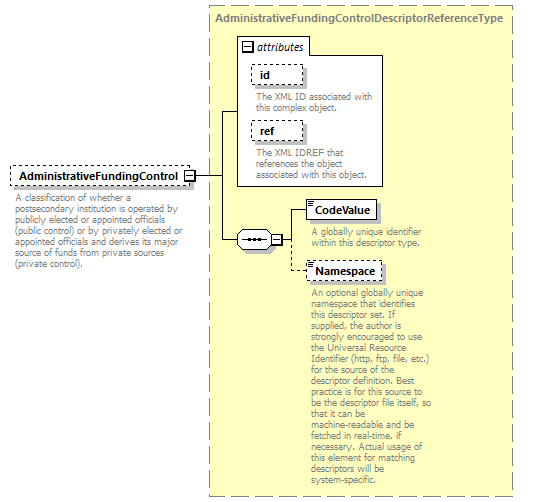 AdministrativeFundingControlDescriptorReferenceType
attributes
id
The XML ID associated with
this complex object.
ref
The XML IDREF that
references the object
associated with this object.
AdministrativeFundingControl
A classification of whether a
postsecondary institution is operated by
publicly elected or appointed officials
(public control) or by privately elected or
appointed officials and derives its major
source of funds from private sources
(private control).
CodeValue
A globally unique identifier
within this descriptor type.
Namespace
An optional globally unique
namespace that identifies
this descriptor set. If
supplied, the author is
strongly encouraged to use
the Universal Resource
Identifier (http, ftp, file, etc.)
for the source of the
descriptor definition. Best
practice is for this source to
be the descriptor file itself, so
that it can be
machine-readable and be
fetched in real-time, if
necessary. Actual usage of
this element for matching
descriptors will be
system-specific.